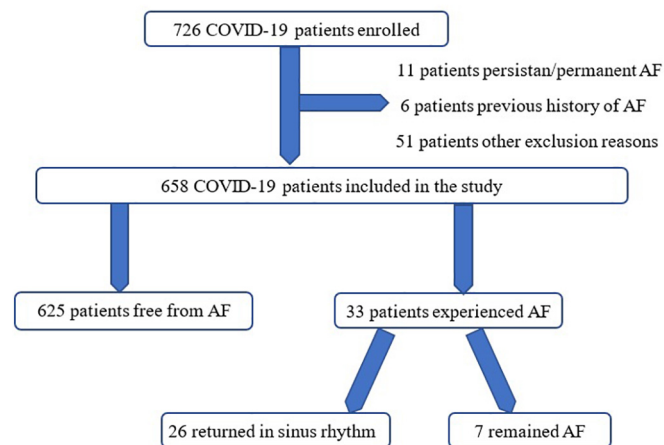 726 COVID-19 patients enrolled
11 patients persistan/permanent AF
6 patients previous history of AF
51 patients other exclusion reasons
658 COVID-19 patients included in the study
625 patients free from AF
33 patients experienced AF
26 returned in sinus rhythm
7 remained AF